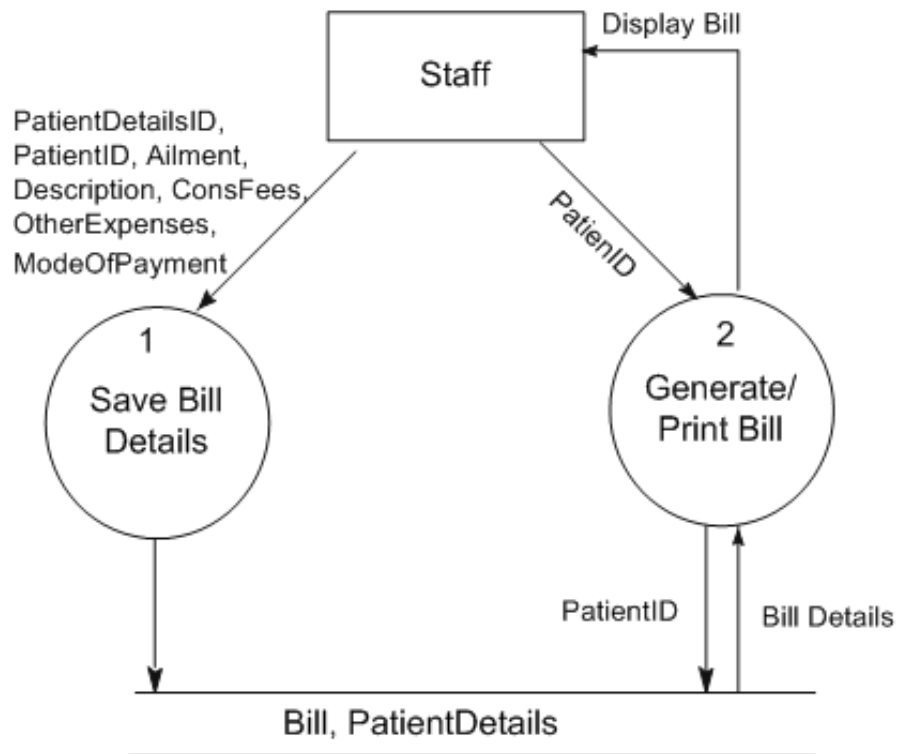 Display Bill
Staff
PatientDetailsID,
PatientID, Ailment,
Description, ConsFees,
OtherExpenses,
ModeOfPayment
PatienID
1
Save Bill
Details
2
Generate/
Print Bill
PatientID
Bill Details
Bill, PatientDetails